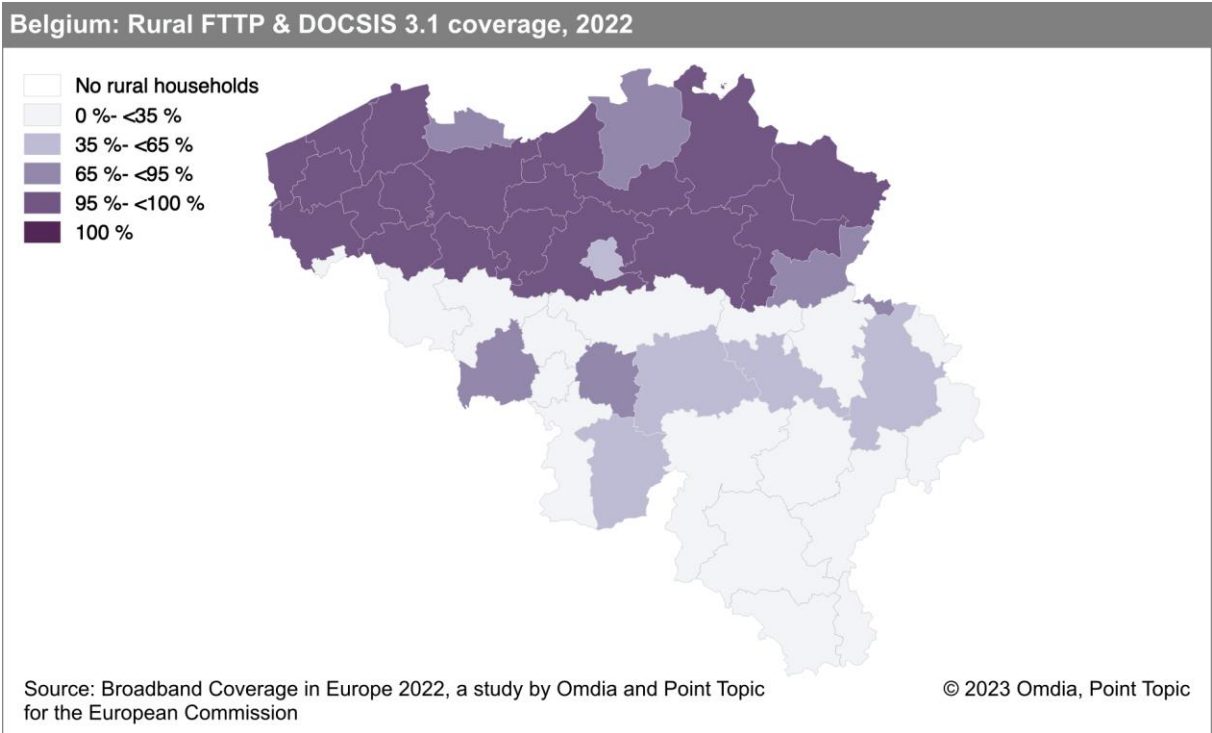 Belgium: Rural FTTP & DOCSIS 3.1 coverage, 2022
No rural households
0 %- <35 %
35 %- <65 %
65 %- <95 %
95 %- <100 %
100 %
Source: Broadband Coverage in Europe 2022, a study by Omdia and Point Topic
for the European Commission
© 2023 Omdia, Point Topic